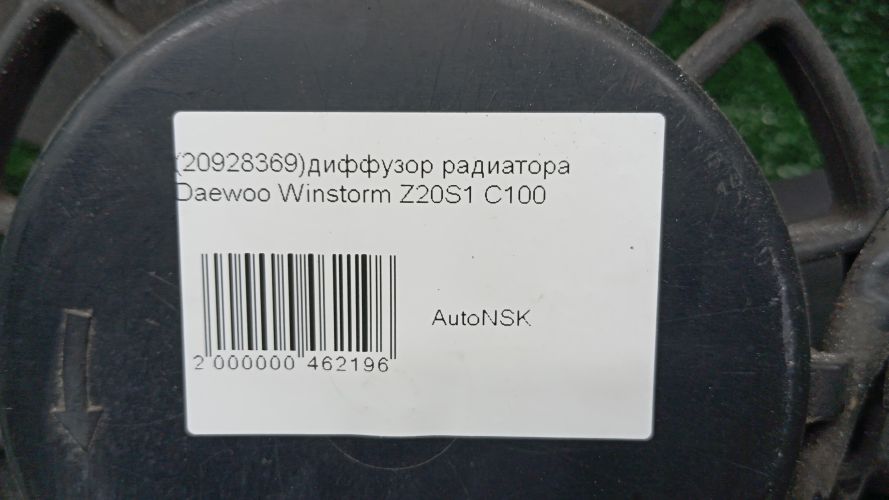 (20928369)диффузор радиатора
Daewoo Winstorm Z20S1 C100
AutoNSK
2 000000 462196